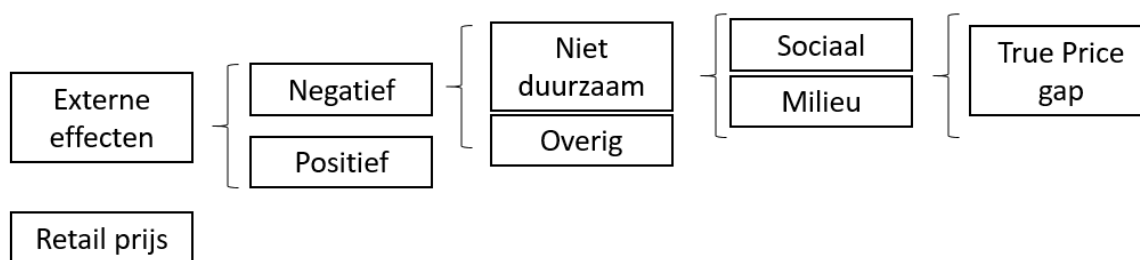 Externe
effecten
Retail prijs
Negatief
Positief
Niet
duurzaam
Overig
Sociaal
Milieu
True Price
gap